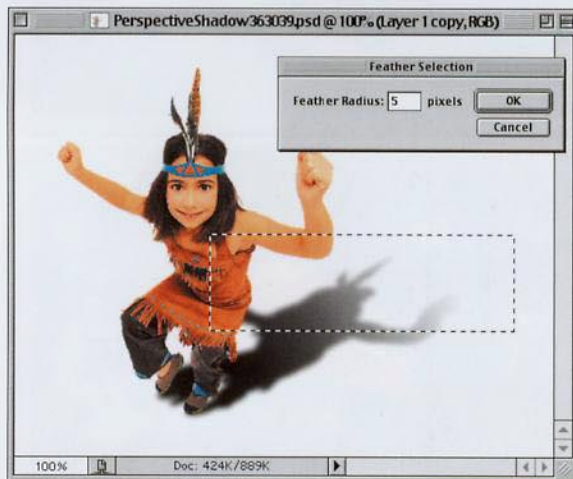 PerspectiveShadow363039.psd @ 100% (Layer 1 copy, RGB)
Feather Selection
Feather Radius: 5 pixels OK
Cancel
100% Doc: 424K/889K